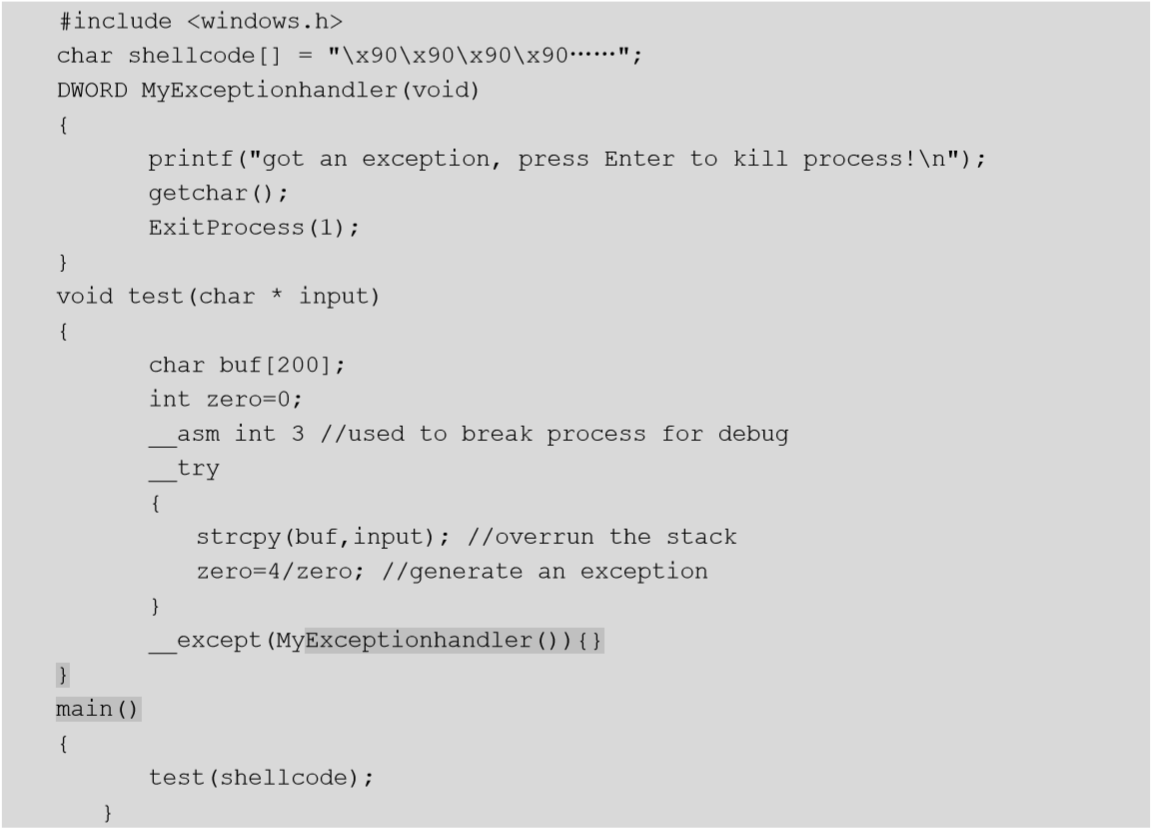 #include <windows.h>
char shellcode[] = "\x90\x90\x90\x90……";
DWORD MyExceptionhandler(void)
{
printf("got an exception, press Enter to kill process!\n");
getchar();
ExitProcess(1);
}
void test(char * input)
{
char buf[200];
int zero=0;
__asm int 3 //used to break process for debug
__try
{
strcpy(buf,input); //overrun the stack
zero=4/zero; //generate an exception
}
__except(MyExceptionhandler()){}
}
main()
{
test(shellcode);
}